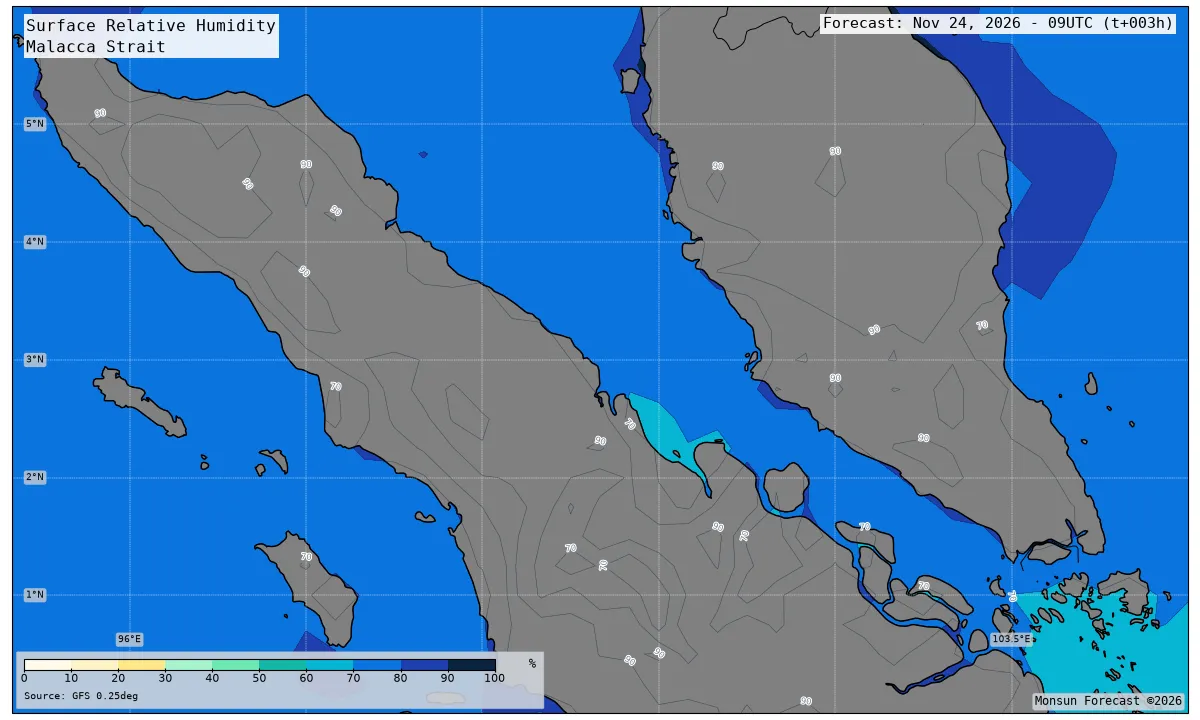 Surface Relative Humidity
Malacca Strait
Forecast: Nov 24, 2026 - 09UTC (t+003h)
5°N
4°N
3°N
2°N
1°N
96°E
103.5°E
90
90
90
90
90
90
90
90
70
70
90
70
90
90
90
70
70
70
70
70
70
70
90
90
90
0 10 20 30 40 50 60 70 80 90 100 %
Source: GFS 0.25deg
Monsun Forecast ©2026